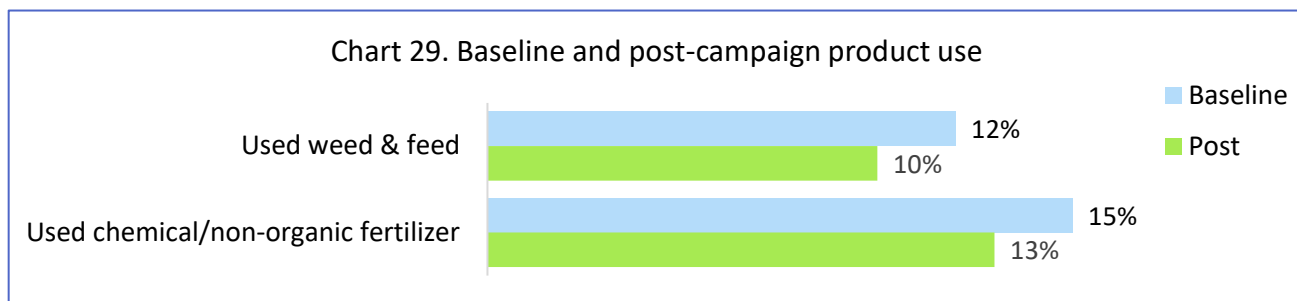 Chart 29. Baseline and post-campaign product use
Baseline
Post
Used weed & feed
12%
10%
Used chemical/non-organic fertilizer
15%
13%